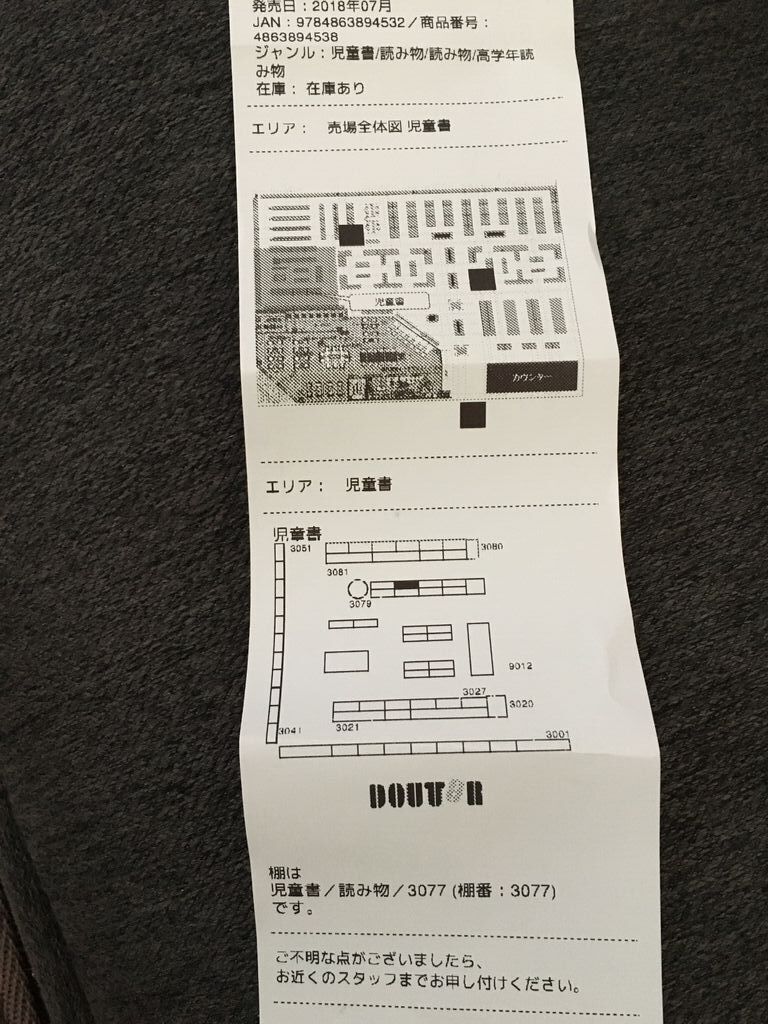 発売日：2018年07月
JAN：9784863894532／商品番号：
4863894538
ジャンル：児童書/読み物/読み物/高学年読
み物
在庫： 在庫あり
エリア： 売場全体図 児童書
児童書
カウンター
エリア： 児童書
児童書
3051
3080
3081
3079
9012
3027
3020
3041
3021
3001
DOUTOR
棚は
児童書／読み物／3077 (棚番：3077)
です。
ご不明な点がございましたら、
お近くのスタッフまでお申し付けください。